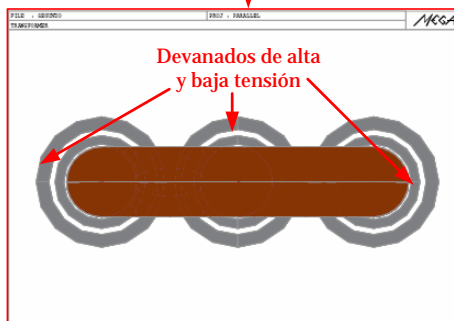 FILE : SEGUNDO PROJ : PARALLEL
TRANSFORMER
MEGA
Devanados de alta
y baja tensión